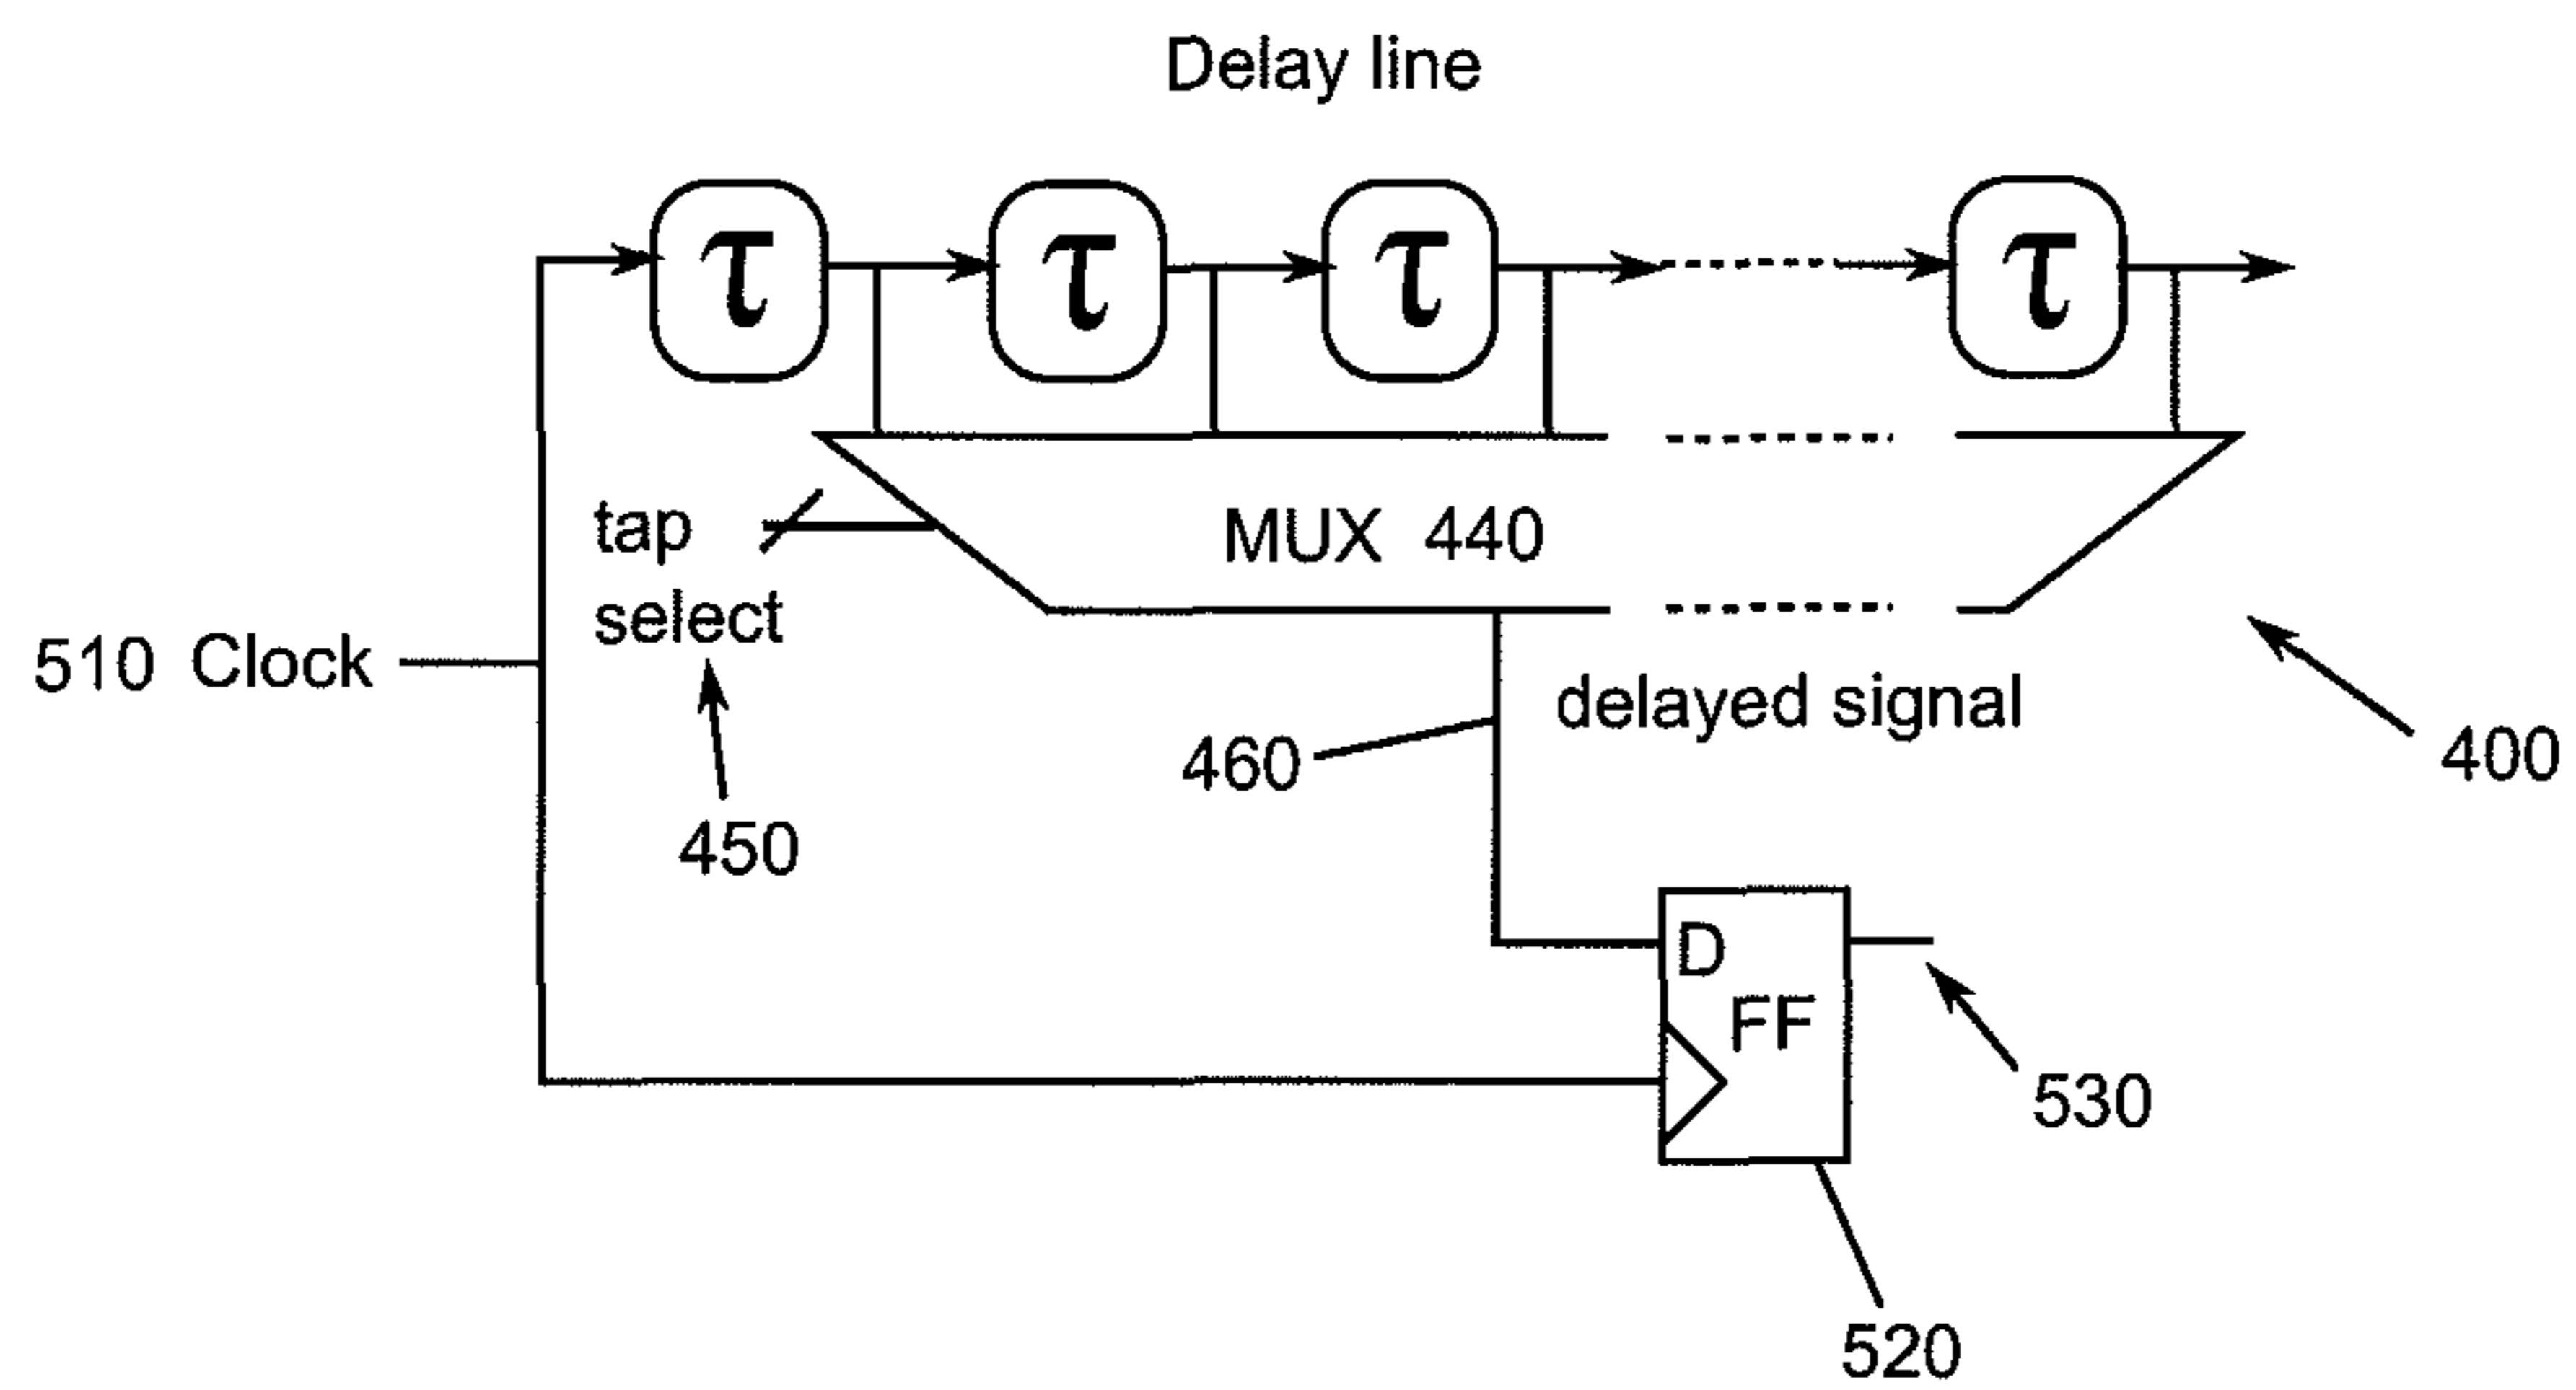 Delay line
τ τ τ τ
tap
select
MUX 440
510 Clock
delayed signal
460
400
450
D
FF
530
520